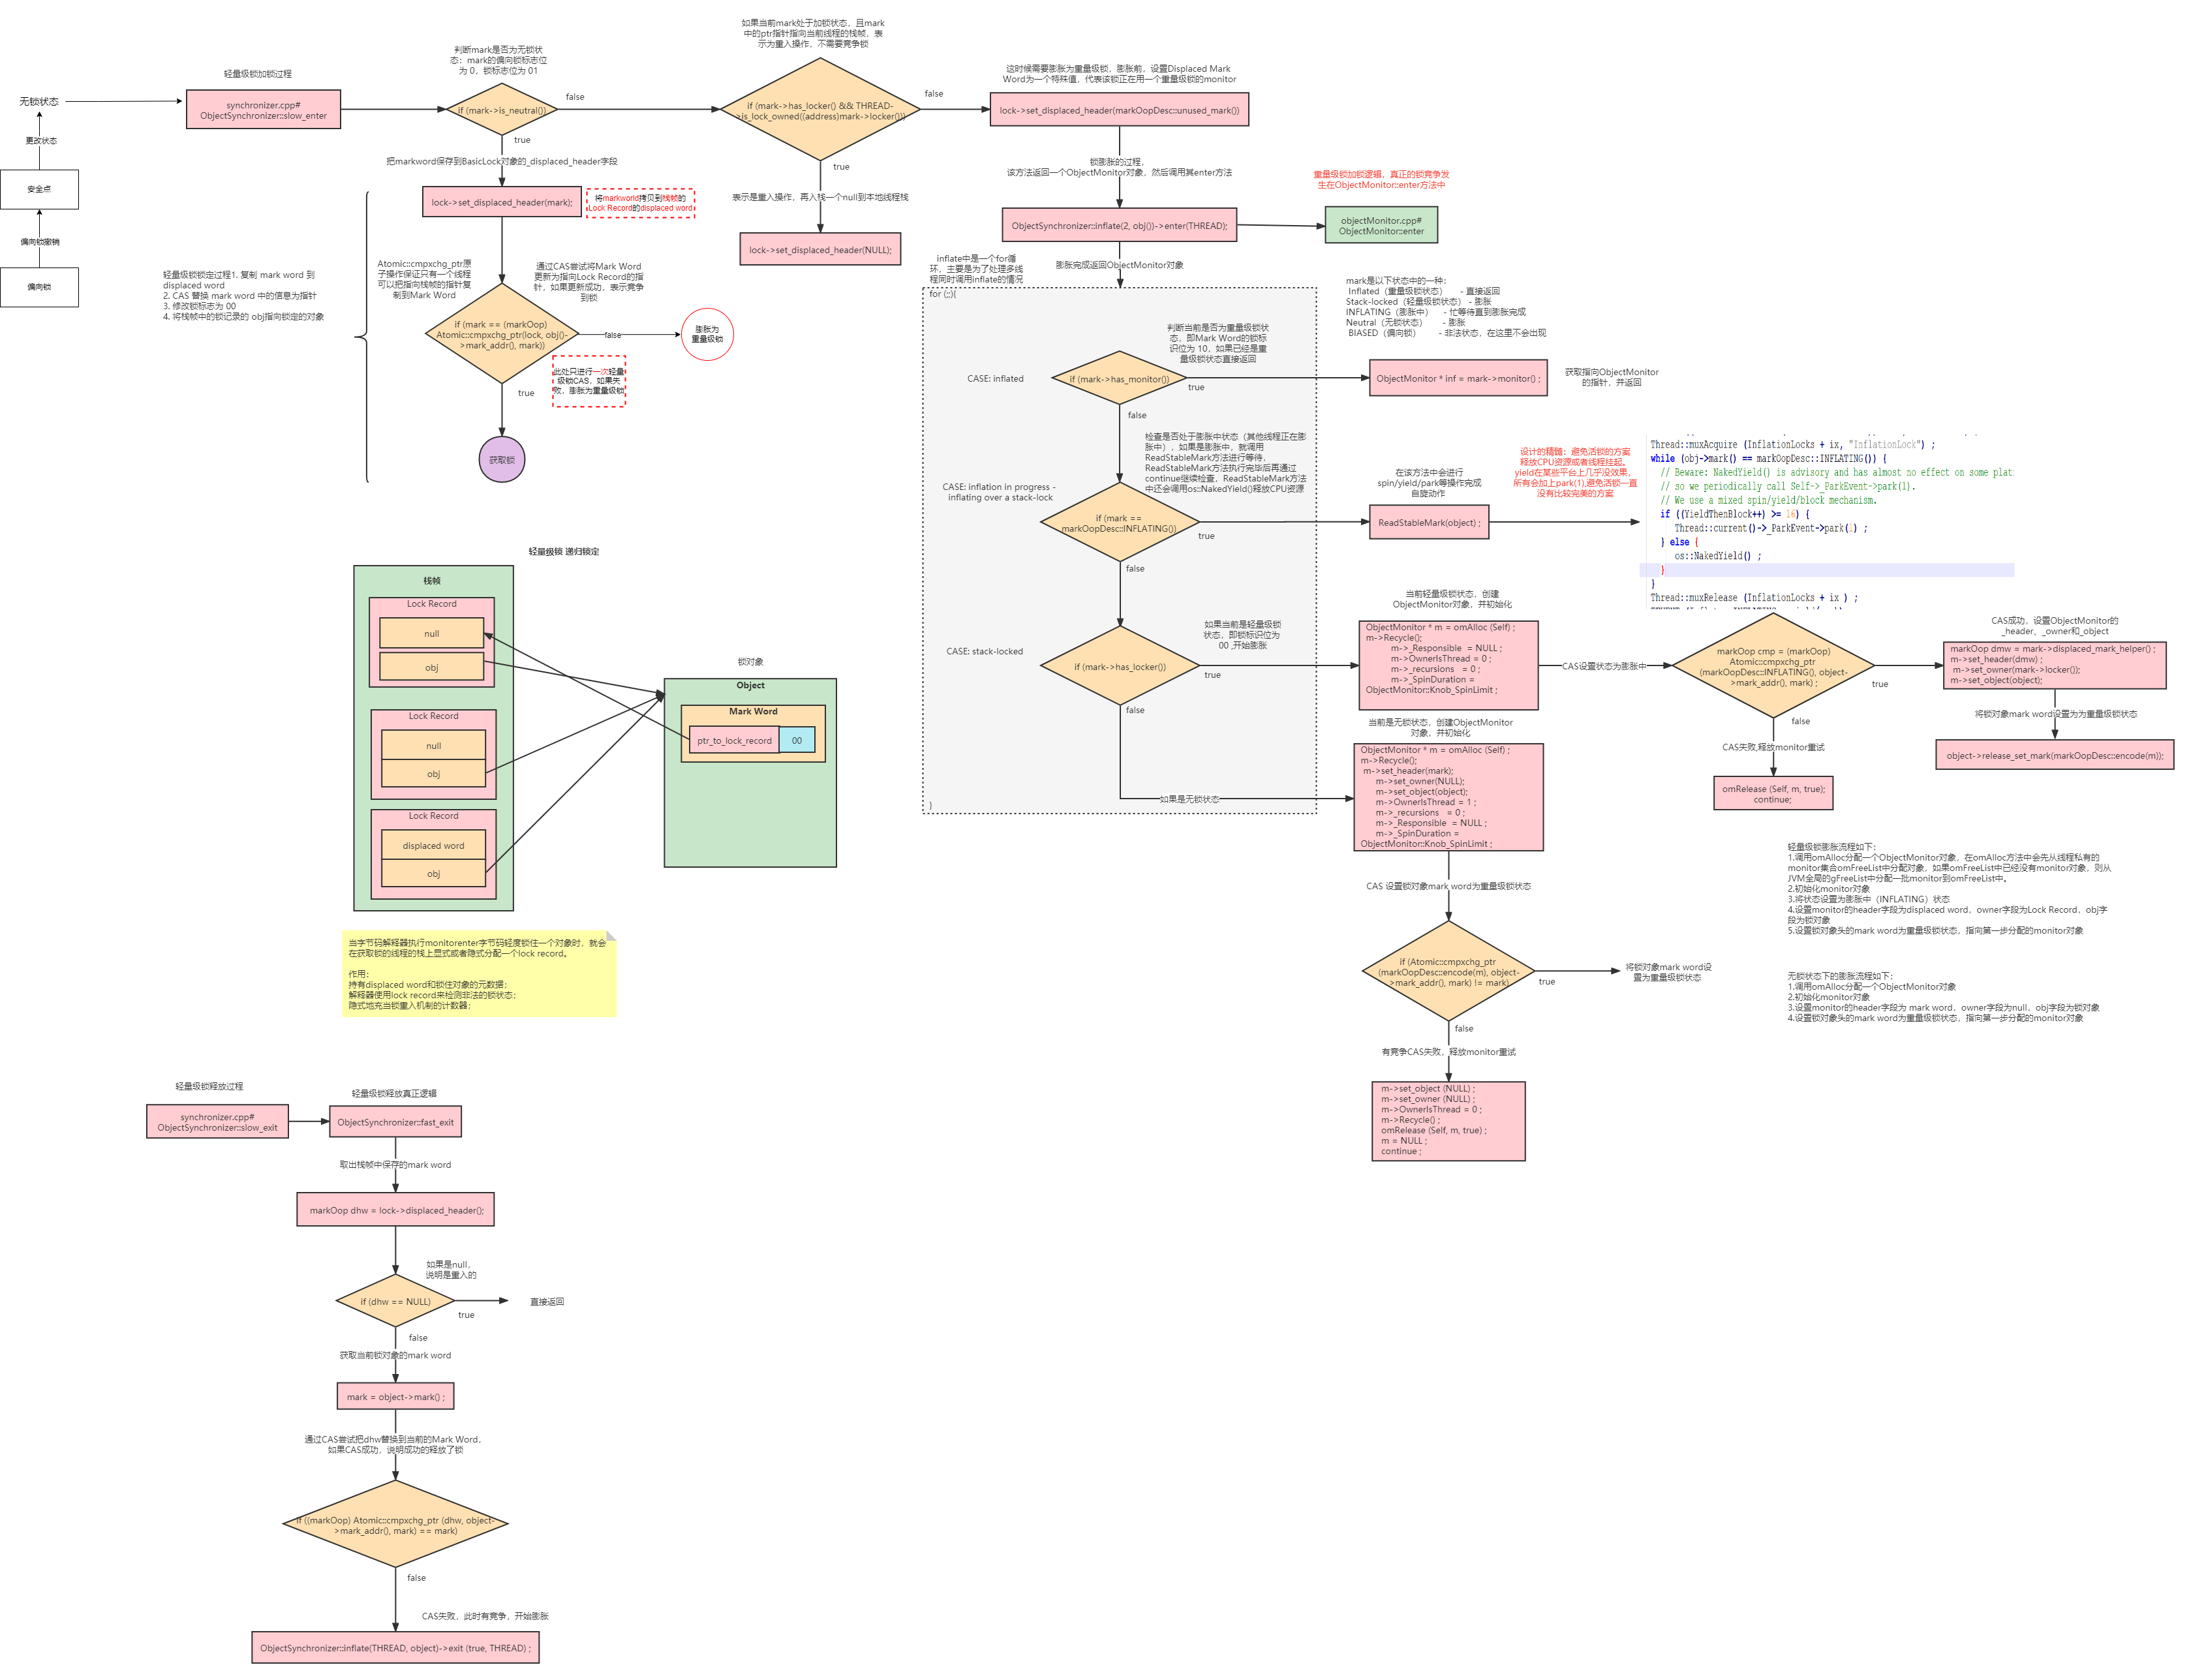 如果当前mark处于加锁状态，且mark
中的ptr指针指向当前线程的栈帧，表
示为重入操作，不需要竞争锁
判断mark是否为无锁状
态：mark的偏向锁标志位
为 0，锁标志位为 01
轻量级锁加锁过程
这时候需要膨胀为重量级锁，膨胀前，设置Displaced Mark
Word为一个特殊值，代表该锁正在用一个重量级锁的monitor
无锁状态
synchronizer.cpp#
ObjectSynchronizer::slow_enter
if (mark->is_neutral())
false
if (mark->has_locker() && THREAD-
>is_lock_owned((address)mark->locker()))
false
lock->set_displaced_header(markOopDesc::unused_mark())
更改状态
安全点
偏向锁撤销
偏向锁
true
把markword保存到BasicLock对象的_displaced_header字段
lock->set_displaced_header(mark);
将markworld拷贝到栈帧的
Lock Record的displaced word
true
表示是重入操作，再入栈一个null到本地线程栈
lock->set_displaced_header(NULL);
锁膨胀的过程，
该方法返回一个ObjectMonitor对象，然后调用其enter方法
重量级锁加锁逻辑，真正的锁竞争发
生在ObjectMonitor::enter方法中
ObjectSynchronizer::inflate(2, obj())->enter(THREAD);
objectMonitor.cpp#
ObjectMonitor::enter
轻量级锁锁定过程1. 复制 mark word 到
displaced word
2. CAS 替换 mark word 中的信息为指针
3. 修改锁标志为 00
4. 将栈帧中的锁记录的 obj指向锁定的对象
Atomic::cmpxchg_ptr原
子操作保证只有一个线程
可以把指向栈帧的指针复
制到Mark Word
通过CAS尝试将Mark Word
更新为指向Lock Record的指
针，如果更新成功，表示竞争
到锁
if (mark == (markOop)
Atomic::cmpxchg_ptr(lock, obj()-
>mark_addr(), mark))
false
膨胀为
重量级锁
此处只进行一次轻量
级锁CAS，如果失
败，膨胀为重量级锁
true
获取锁
inflate中是一个for循
环，主要是为了处理多线
程同时调用inflate的情况
膨胀完成返回ObjectMonitor对象
for (;;){
mark是以下状态中的一种：
Inflated（重量级锁状态） - 直接返回
Stack-locked（轻量级锁状态） - 膨胀
INFLATING（膨胀中） - 忙等待直到膨胀完成
Neutral（无锁状态） - 膨胀
BIASED（偏向锁） - 非法状态，在这里不会出现
判断当前是否为重量级锁状
态，即Mark Word的锁标
识位为 10，如果已经是重
量级锁状态直接返回
CASE: inflated
if (mark->has_monitor())
true
ObjectMonitor * inf = mark->monitor() ;
获取指向ObjectMonitor
的指针，并返回
false
检查是否处于膨胀中状态（其他线程正在膨
胀中），如果是膨胀中，就调用
ReadStableMark方法进行等待，
ReadStableMark方法执行完毕后再通过
continue继续检查，ReadStableMark方法
中还会调用os::NakedYield()释放CPU资源
CASE: inflation in progress -
inflating over a stack-lock
if (mark ==
markOopDesc::INFLATING())
true
在该方法中会进行
spin/yield/park等操作完成
自旋动作
ReadStableMark(object) ;
设计的精髓：避免活锁的方案
释放CPU资源或者线程挂起。
yield在某些平台上几乎没效果，
所有会加上park(1),避免活锁一直
没有比较完美的方案
Thread::muxAcquire (InflationLocks + ix, "InflationLock") ;
while (obj->mark() == markOopDesc::INFLATING()) {
// Beware: NakedYield() is advisory and has almost no effect on some plat
// so we periodically call Self->_ParkEvent->park(1).
// We use a mixed spin/yield/block mechanism.
if ((YieldThenBlock++) >= 16) {
Thread::current()->_ParkEvent->park(1) ;
} else {
os::NakedYield() ;
}
}
Thread::muxRelease (InflationLocks + ix ) ;
false
CASE: stack-locked
if (mark->has_locker())
如果当前是轻量级锁
状态，即锁标识位为
00 ,开始膨胀
true
当前轻量级锁状态，创建
ObjectMonitor对象，并初始化
ObjectMonitor * m = omAlloc (Self) ;
m->Recycle();
m->_Responsible = NULL ;
m->OwnerIsThread = 0 ;
m->_recursions = 0 ;
m->_SpinDuration =
ObjectMonitor::Knob_SpinLimit ;
CAS设置状态为膨胀中
markOop cmp = (markOop)
Atomic::cmpxchg_ptr
(markOopDesc::INFLATING(), object-
>mark_addr(), mark) ;
true
CAS成功，设置ObjectMonitor的
_header，_owner和_object
markOop dmw = mark->displaced_mark_helper() ;
m->set_header(dmw) ;
m->set_owner(mark->locker());
m->set_object(object);
将锁对象mark word设置为为重量级锁状态
object->release_set_mark(markOopDesc::encode(m));
false
CAS失败,释放monitor重试
omRelease (Self, m, true);
continue;
false
如果是无锁状态
}
当前是无锁状态，创建ObjectMonitor
对象，并初始化
ObjectMonitor * m = omAlloc (Self) ;
m->Recycle();
m->set_header(mark);
m->set_owner(NULL);
m->set_object(object);
m->OwnerIsThread = 1 ;
m->_recursions = 0 ;
m->_Responsible = NULL ;
m->_SpinDuration =
ObjectMonitor::Knob_SpinLimit ;
CAS 设置锁对象mark word为重量级锁状态
if (Atomic::cmpxchg_ptr
(markOopDesc::encode(m), object-
>mark_addr(), mark) != mark)
true
将锁对象mark word设
置为重量级锁状态
false
有竞争CAS失败，释放monitor重试
m->set_object (NULL) ;
m->set_owner (NULL) ;
m->OwnerIsThread = 0 ;
m->Recycle() ;
omRelease (Self, m, true) ;
m = NULL ;
continue ;
轻量级锁膨胀流程如下：
1.调用omAlloc分配一个ObjectMonitor对象，在omAlloc方法中会先从线程私有的
monitor集合omFreeList中分配对象，如果omFreeList中已经没有monitor对象，则从
JVM全局的gFreeList中分配一批monitor到omFreeList中。
2.初始化monitor对象
3.将状态设置为膨胀中（INFLATING）状态
4.设置monitor的header字段为displaced word，owner字段为Lock Record，obj字
段为锁对象
5.设置锁对象头的mark word为重量级锁状态，指向第一步分配的monitor对象
无锁状态下的膨胀流程如下：
1.调用omAlloc分配一个ObjectMonitor对象
2.初始化monitor对象
3.设置monitor的header字段为 mark word，owner字段为null，obj字段为锁对象
4.设置锁对象头的mark word为重量级锁状态，指向第一步分配的monitor对象
轻量级锁 递归锁定
栈帧
Lock Record
null
obj
Lock Record
null
obj
Lock Record
displaced word
obj
锁对象
Object
Mark Word
ptr_to_lock_record
00
当字节码解释器执行monitorenter字节码轻度锁住一个对象时，就会
在获取锁的线程的栈上显式或者隐式分配一个lock record。
作用：
持有displaced word和锁住对象的元数据；
解释器使用lock record来检测非法的锁状态；
隐式地充当锁重入机制的计数器；
轻量级锁释放过程
synchronizer.cpp#
ObjectSynchronizer::slow_exit
轻量级锁释放真正逻辑
ObjectSynchronizer::fast_exit
取出栈帧中保存的mark word
markOop dhw = lock->displaced_header();
如果是null，
说明是重入的
if (dhw == NULL)
true
直接返回
false
获取当前锁对象的mark word
mark = object->mark() ;
通过CAS尝试把dhw替换到当前的Mark Word，
如果CAS成功，说明成功的释放了锁
if ((markOop) Atomic::cmpxchg_ptr (dhw, object-
>mark_addr(), mark) == mark)
false
CAS失败，此时有竞争，开始膨胀
ObjectSynchronizer::inflate(THREAD, object)->exit (true, THREAD) ;